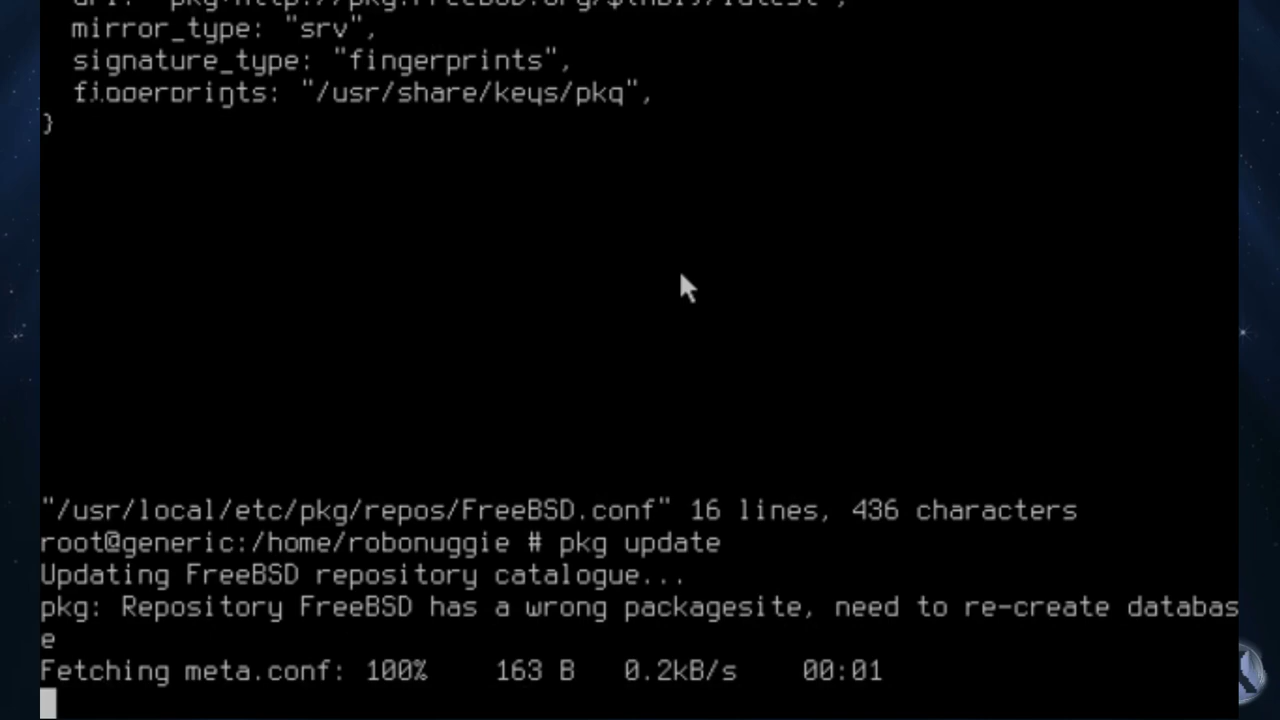 mirror_type: "srv",
signature_type: "fingerprints",
fingerprints: "/usr/share/keys/pkg",
}
"/usr/local/etc/pkg/repos/FreeBSD.conf" 16 lines, 436 characters
root@generic:/home/robonuggie # pkg update
Updating FreeBSD repository catalogue...
pkg: Repository FreeBSD has a wrong packagesite, need to re-create databas
e
Fetching meta.conf: 100% 163 B 0.2kB/s 00:01